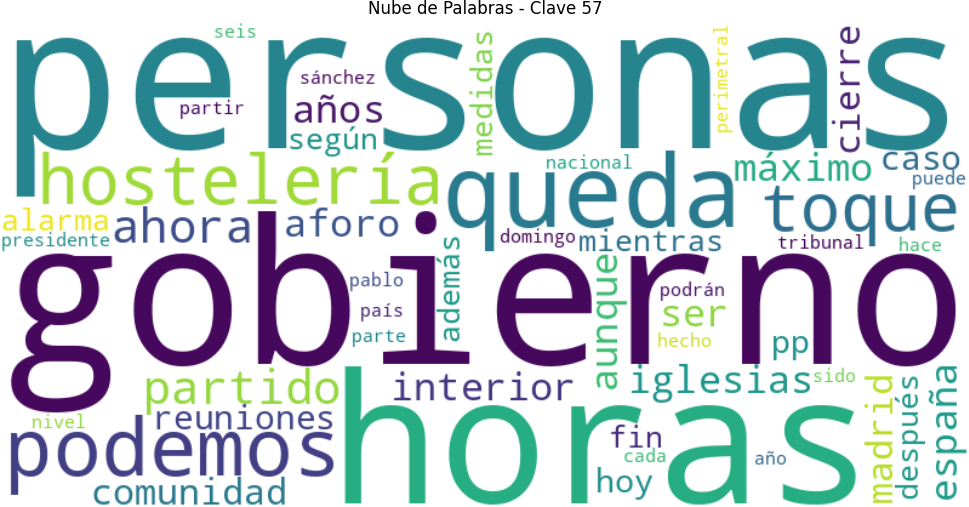 Nube de Palabras - Clave 57
personas
seis
sánchez
partir
años
según
medidas
perimetral
cierre
hostelería
nacional
queda
máximo
caso
puede
toque
alarma
presidente
ahora
aforo
además
domingo
mientras
tribunal
hace
gobierno
pablo
país
parte
aunque
podrán
ser
hecho
pp
partido
interior
iglesias
sido
nivel
reuniones
podemos
comunidad
horas
fin
cada
hoy
año
madrid
después
españa